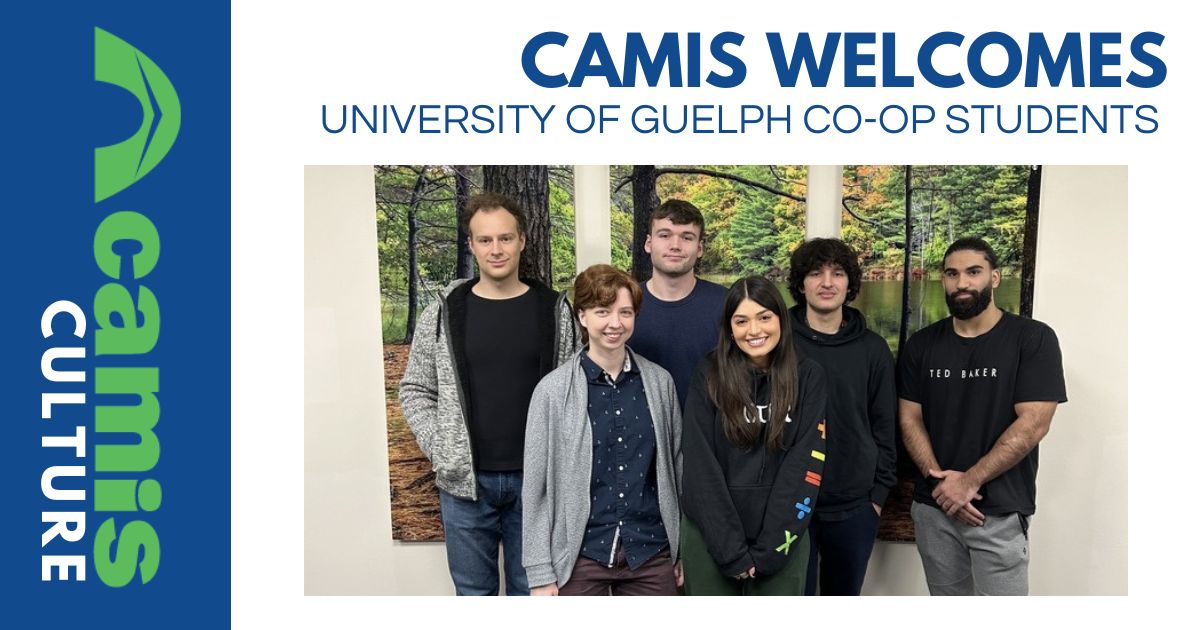 CAMIS WELCOMES
UNIVERSITY OF GUELPH CO-OP STUDENTS
camis
CULTURE
TED BAKER